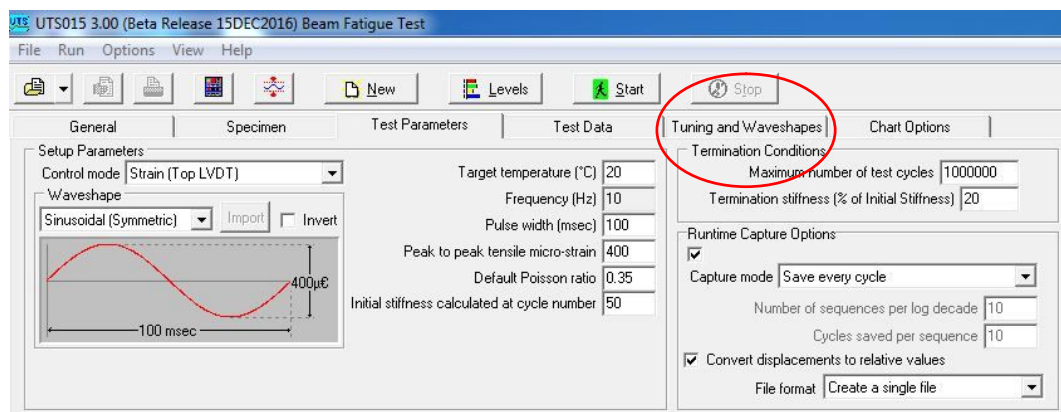 UTS015 3.00 (Beta Release 15DEC2016) Beam Fatigue Test
File Run Options View Help
New Levels Start Stop
General Specimen Test Parameters Test Data Tuning and Waveshapes Chart Options
Setup Parameters
Control mode Strain (Top LVDT)
Waveshape
Sinusoidal (Symmetric) Import Invert
400µЄ
100 msec
Target temperature (°C) 20
Frequency (Hz) 10
Pulse width (msec) 100
Peak to peak tensile micro-strain 400
Default Poisson ratio 0.35
Initial stiffness calculated at cycle number 50
Termination Conditions
Maximum number of test cycles 1000000
Termination stiffness (% of Initial Stiffness) 20
Runtime Capture Options
Capture mode Save every cycle
Number of sequences per log decade 10
Cycles saved per sequence 10
Convert displacements to relative values
File format Create a single file